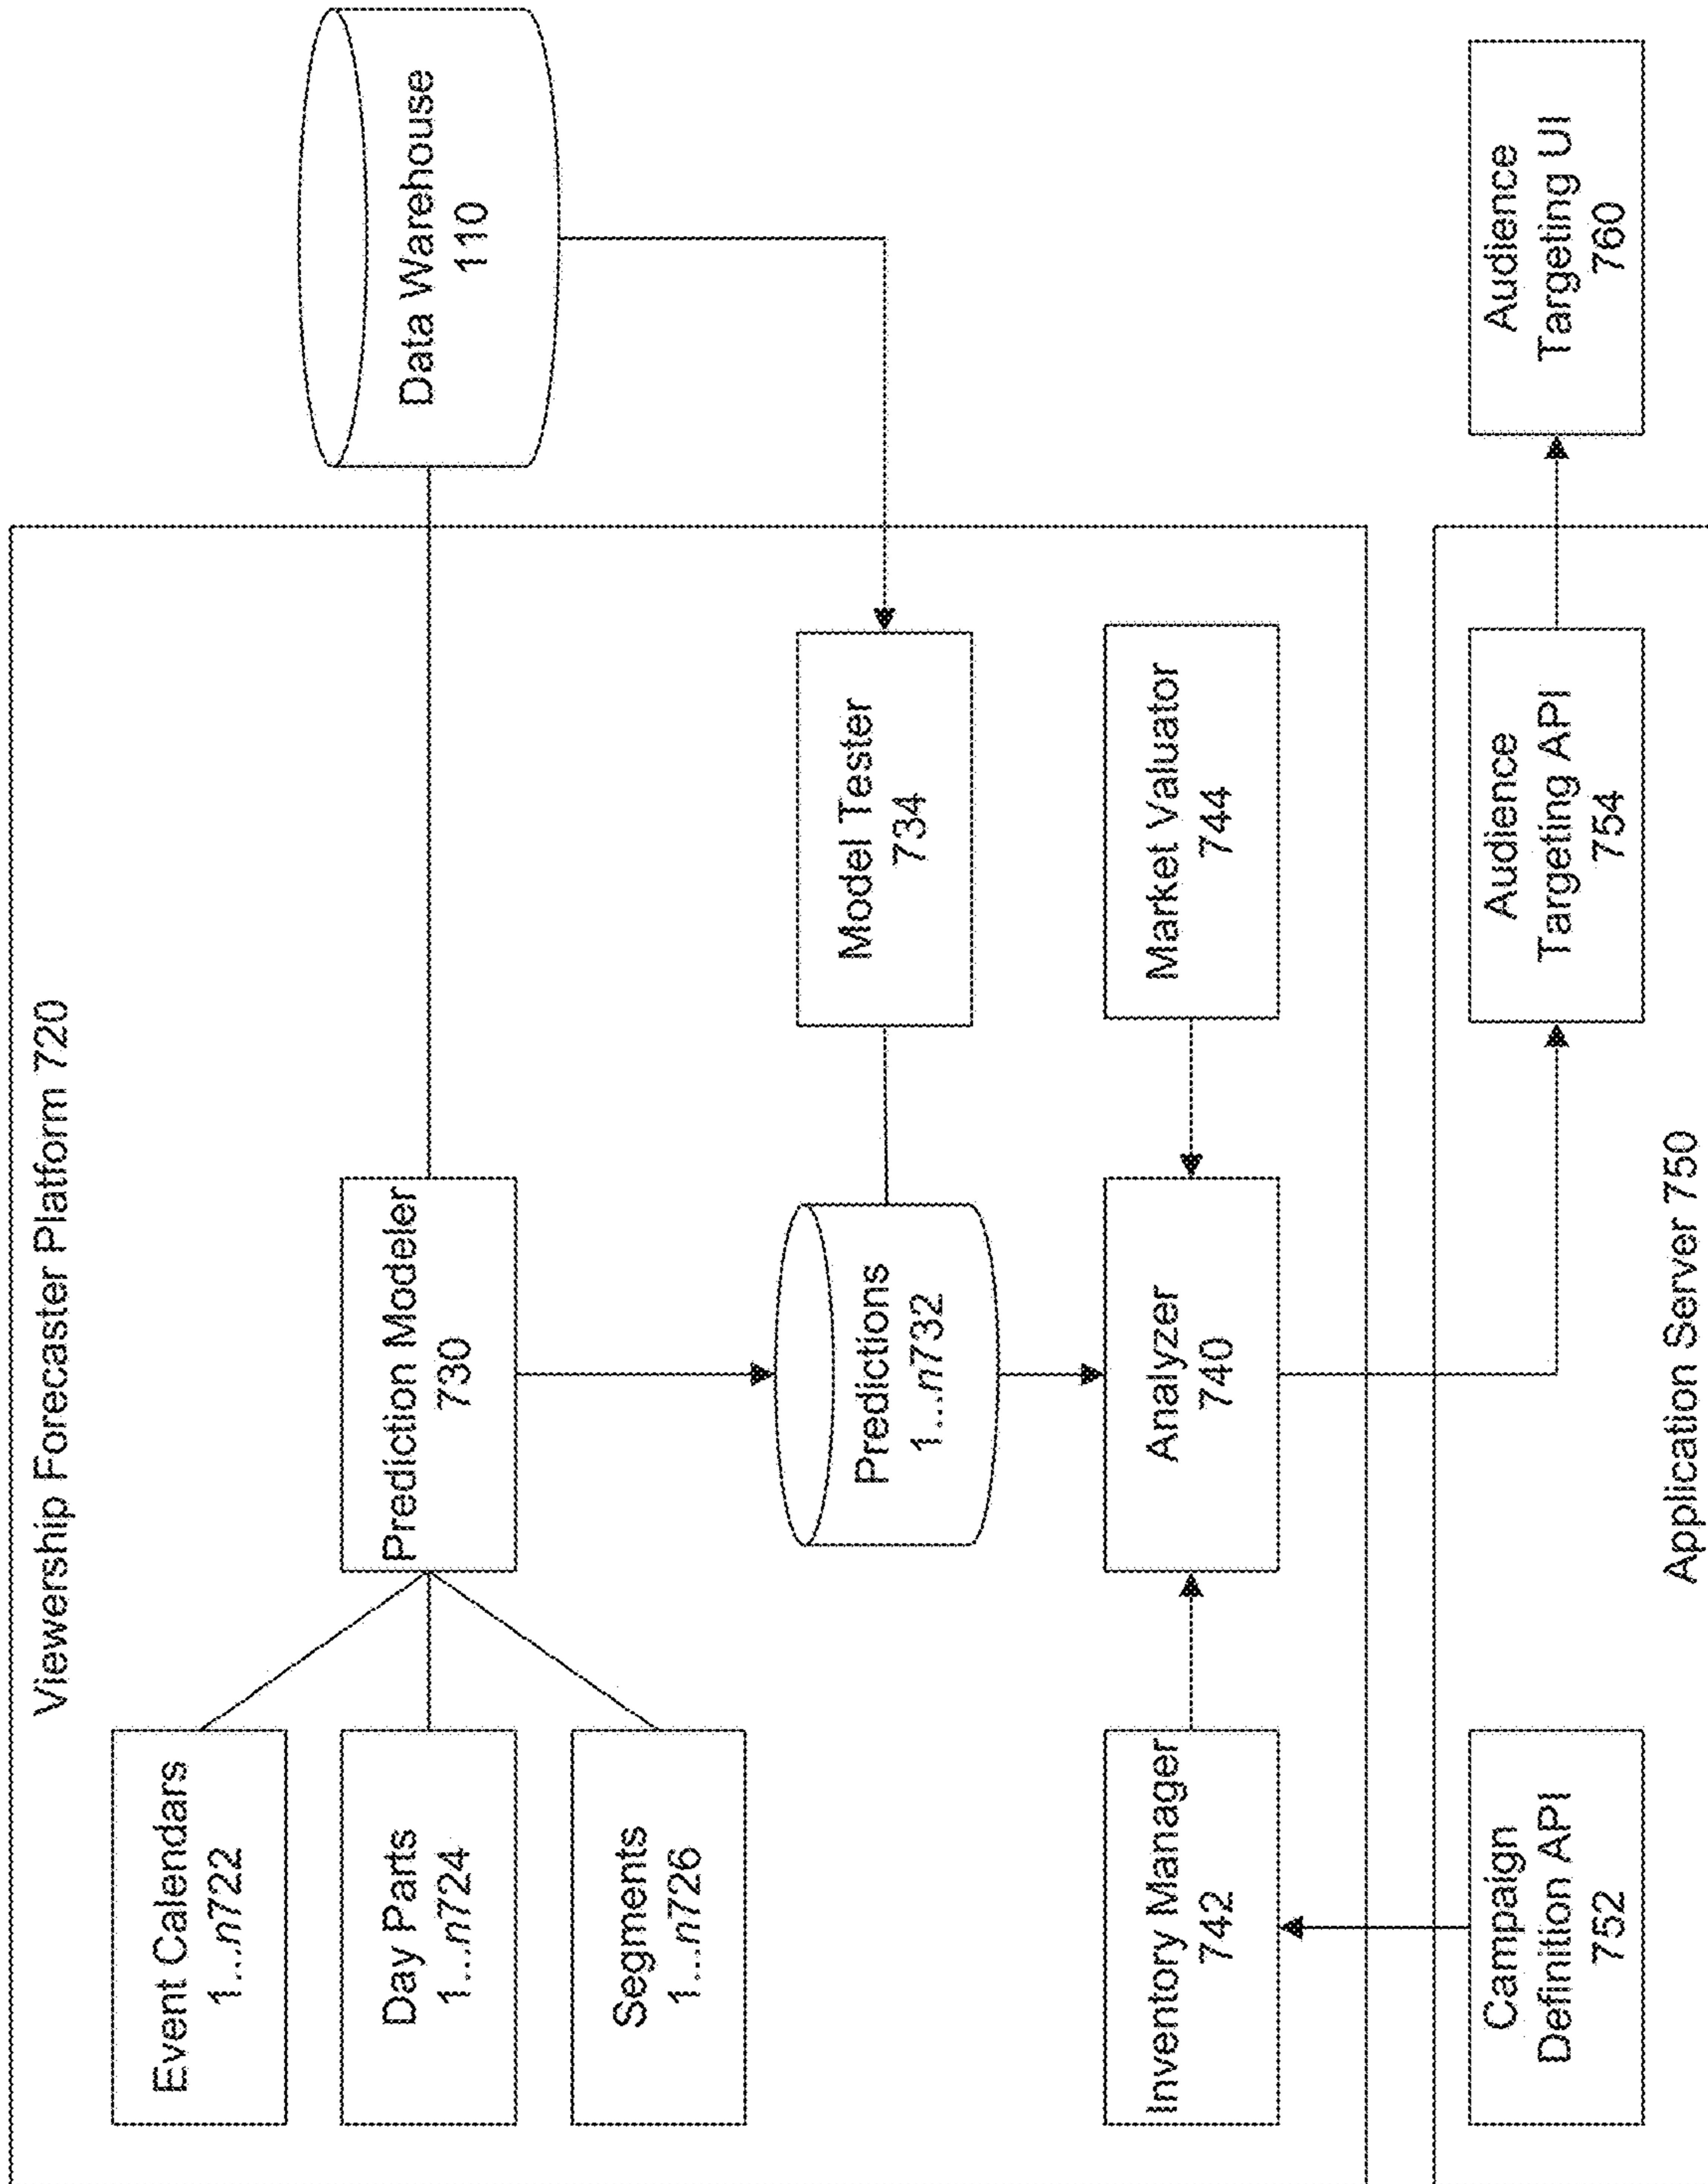 Viewership Forecaster Platform 720
Event Calendars
1...n722
Day Parts
1...n724
Segments
1...n726
Prediction Modeler
730
Data Warehouse
110
Predictions
1...n732
Model Tester
734
Inventory Manager
742
Analyzer
740
Market Valuator
744
Campaign
Definition API
752
Audience
Targeting API
754
Audience
Targeting UI
760
Application Server 750